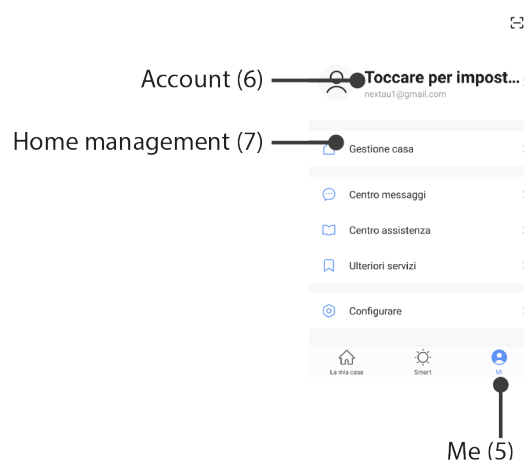 Account (6)
Toccare per impost...
nextau1@gmail.com
Home management (7)
Gestione casa
Centro messaggi
Centro assistenza
Ulteriori servizi
Configurare
La mia casa
Smart
Mi
Me (5)